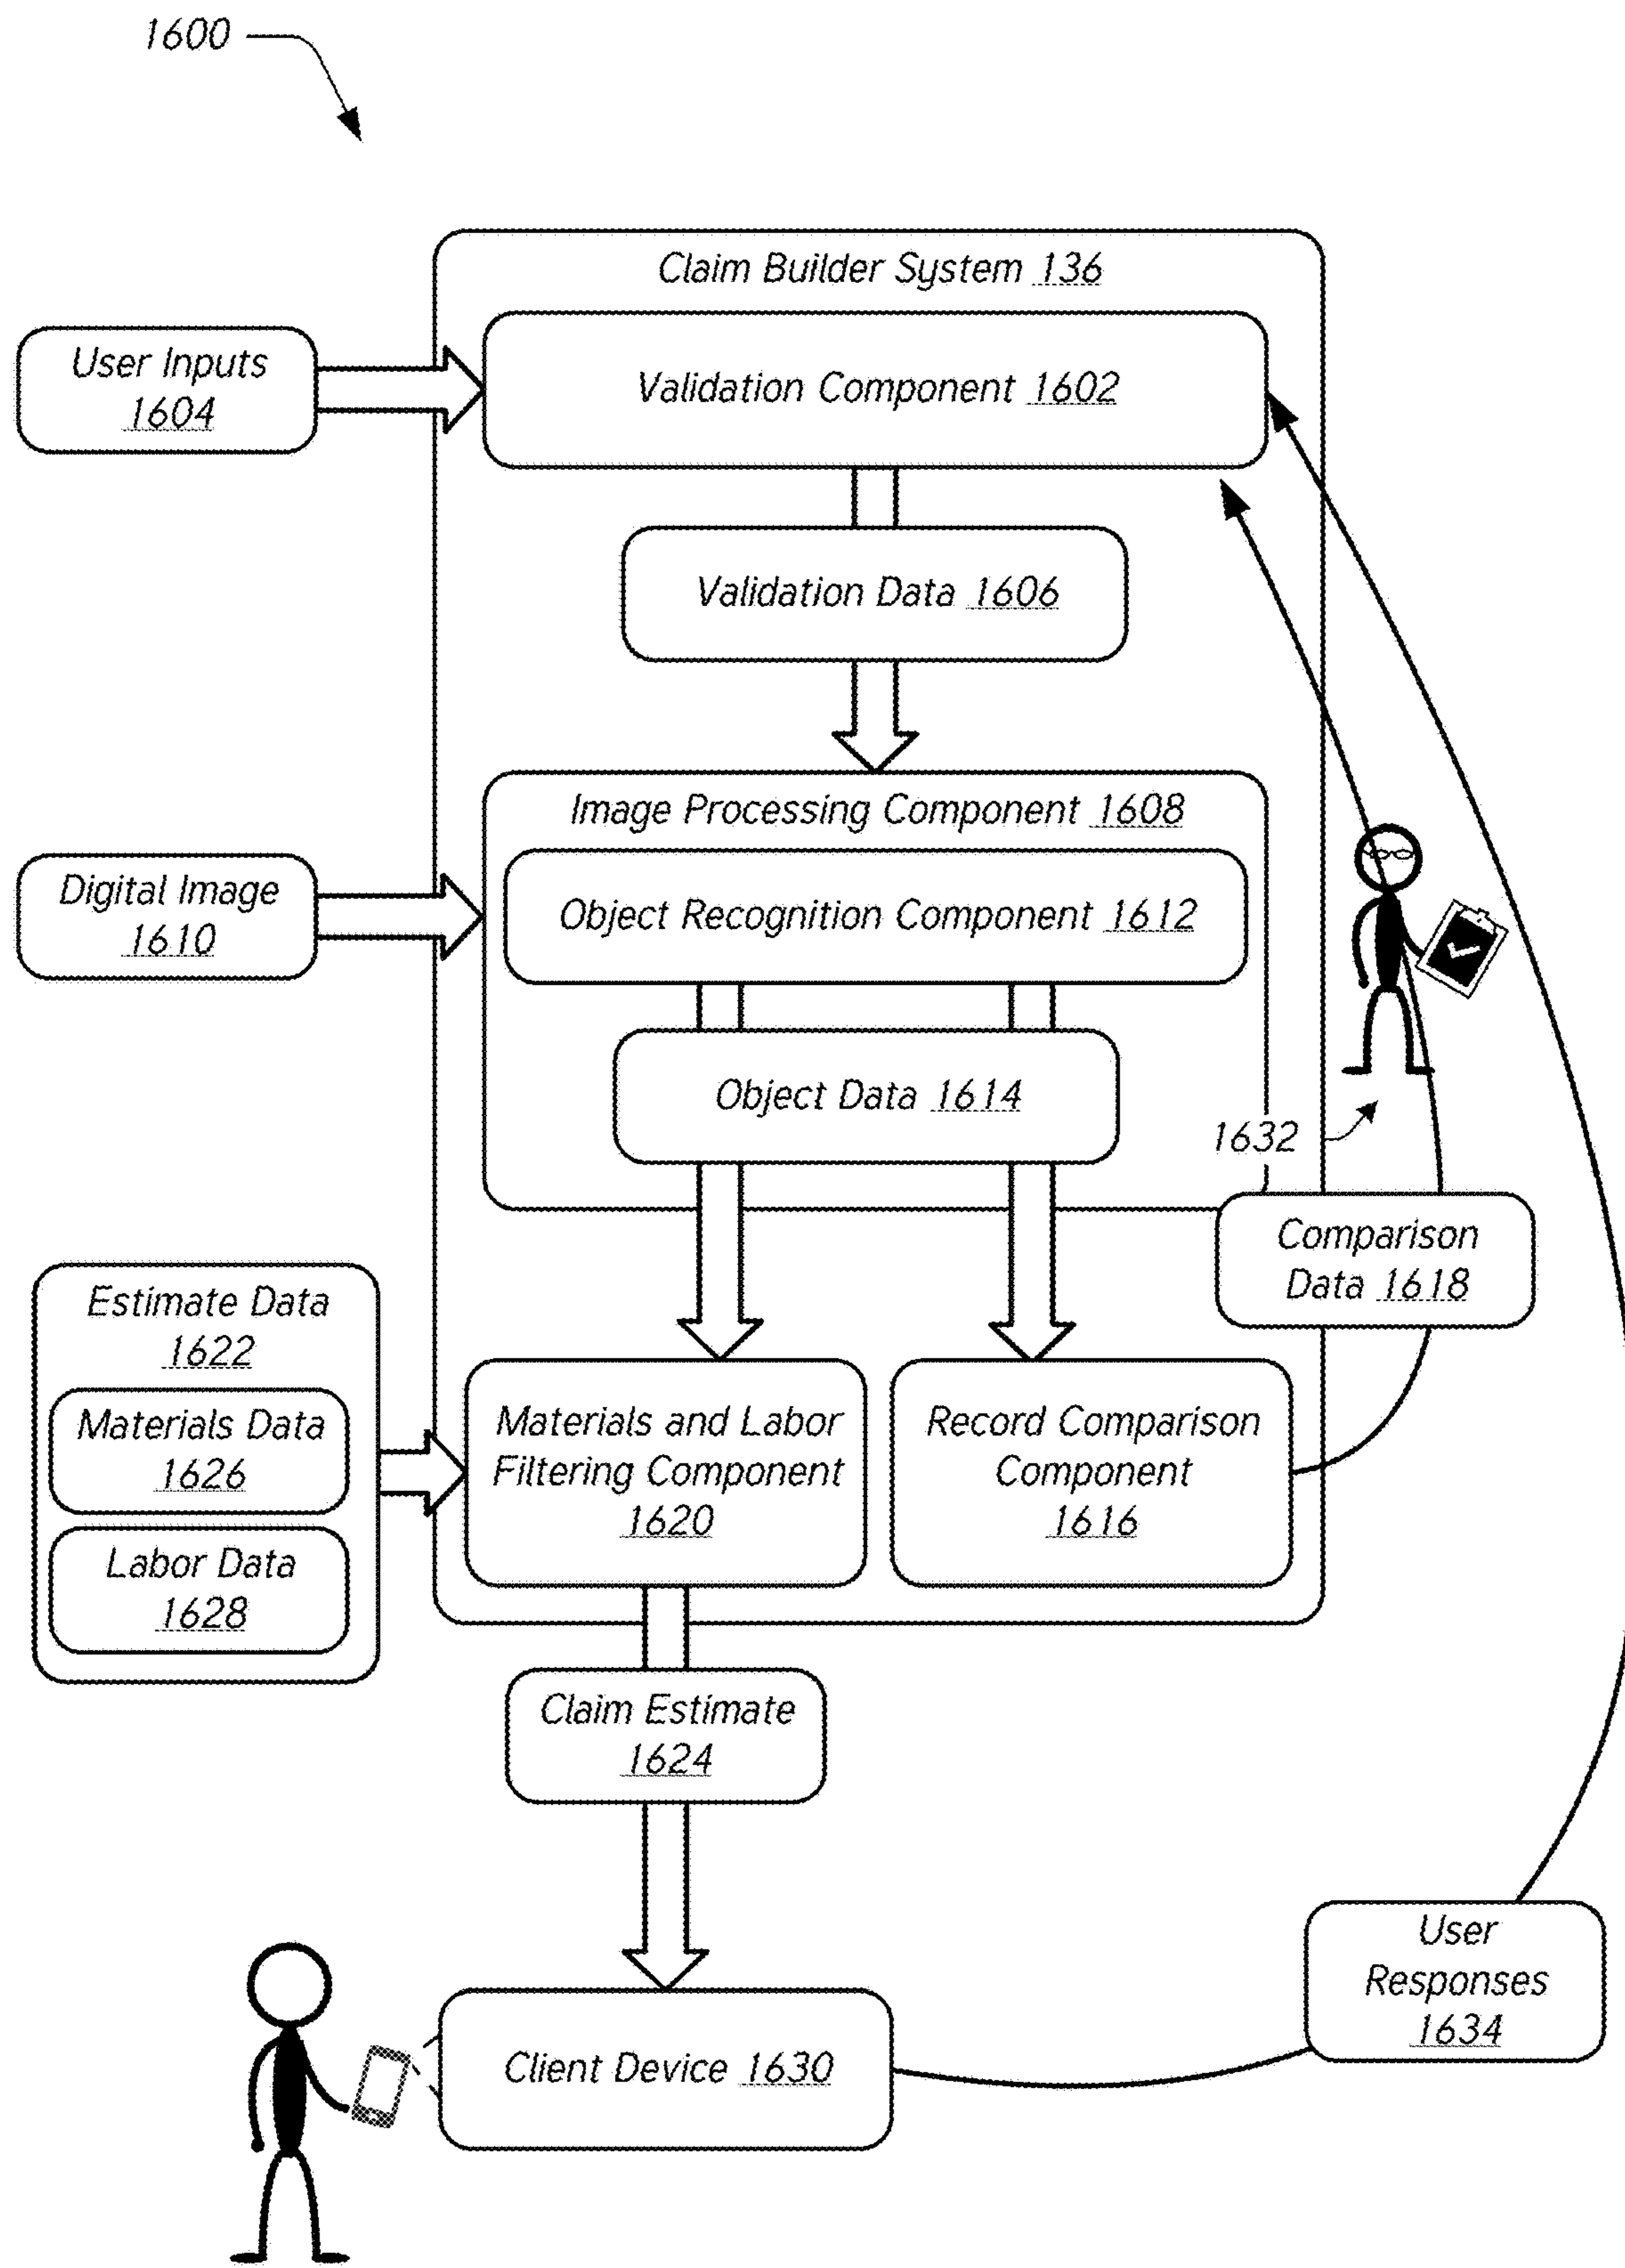 1600
Claim Builder System 136
User Inputs
1604
Validation Component 1602
Validation Data 1606
Image Processing Component 1608
Digital Image
1610
Object Recognition Component 1612
Object Data 1614
1632
Comparison
Data 1618
Estimate Data
1622
Materials Data
1626
Labor Data
1628
Materials and Labor
Filtering Component
1620
Record Comparison
Component
1616
Claim Estimate
1624
User
Responses
1634
Client Device 1630